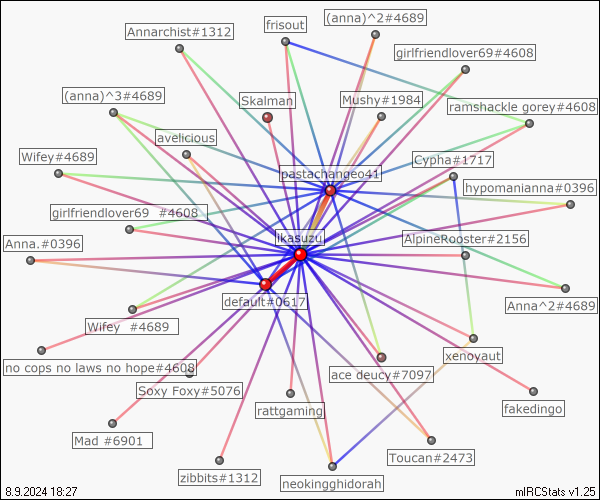 (anna)^2#4689
frisout
Annarchist#1312
girlfriendlover69#4608
(anna)^3#4689
Skalman
Mushy#1984
ramshackle gorey#4608
avelicious
Wifey#4689
Cypha#1717
pastachangeo41
hypomanianna#0396
girlfriendlover69 #4608
ikasuzu
Anna.#0396
AlpineRooster#2156
default#0617
Anna^2#4689
Wifey #4689
xenoyaut
no cops no laws no hope#4608
ace deucy#7097
Soxy Foxy#5076
rattgaming
fakedingo
Mad #6901
Toucan#2473
zibbits#1312
neokingghidorah
8.9.2024 18:27
mIRCStats v1.25